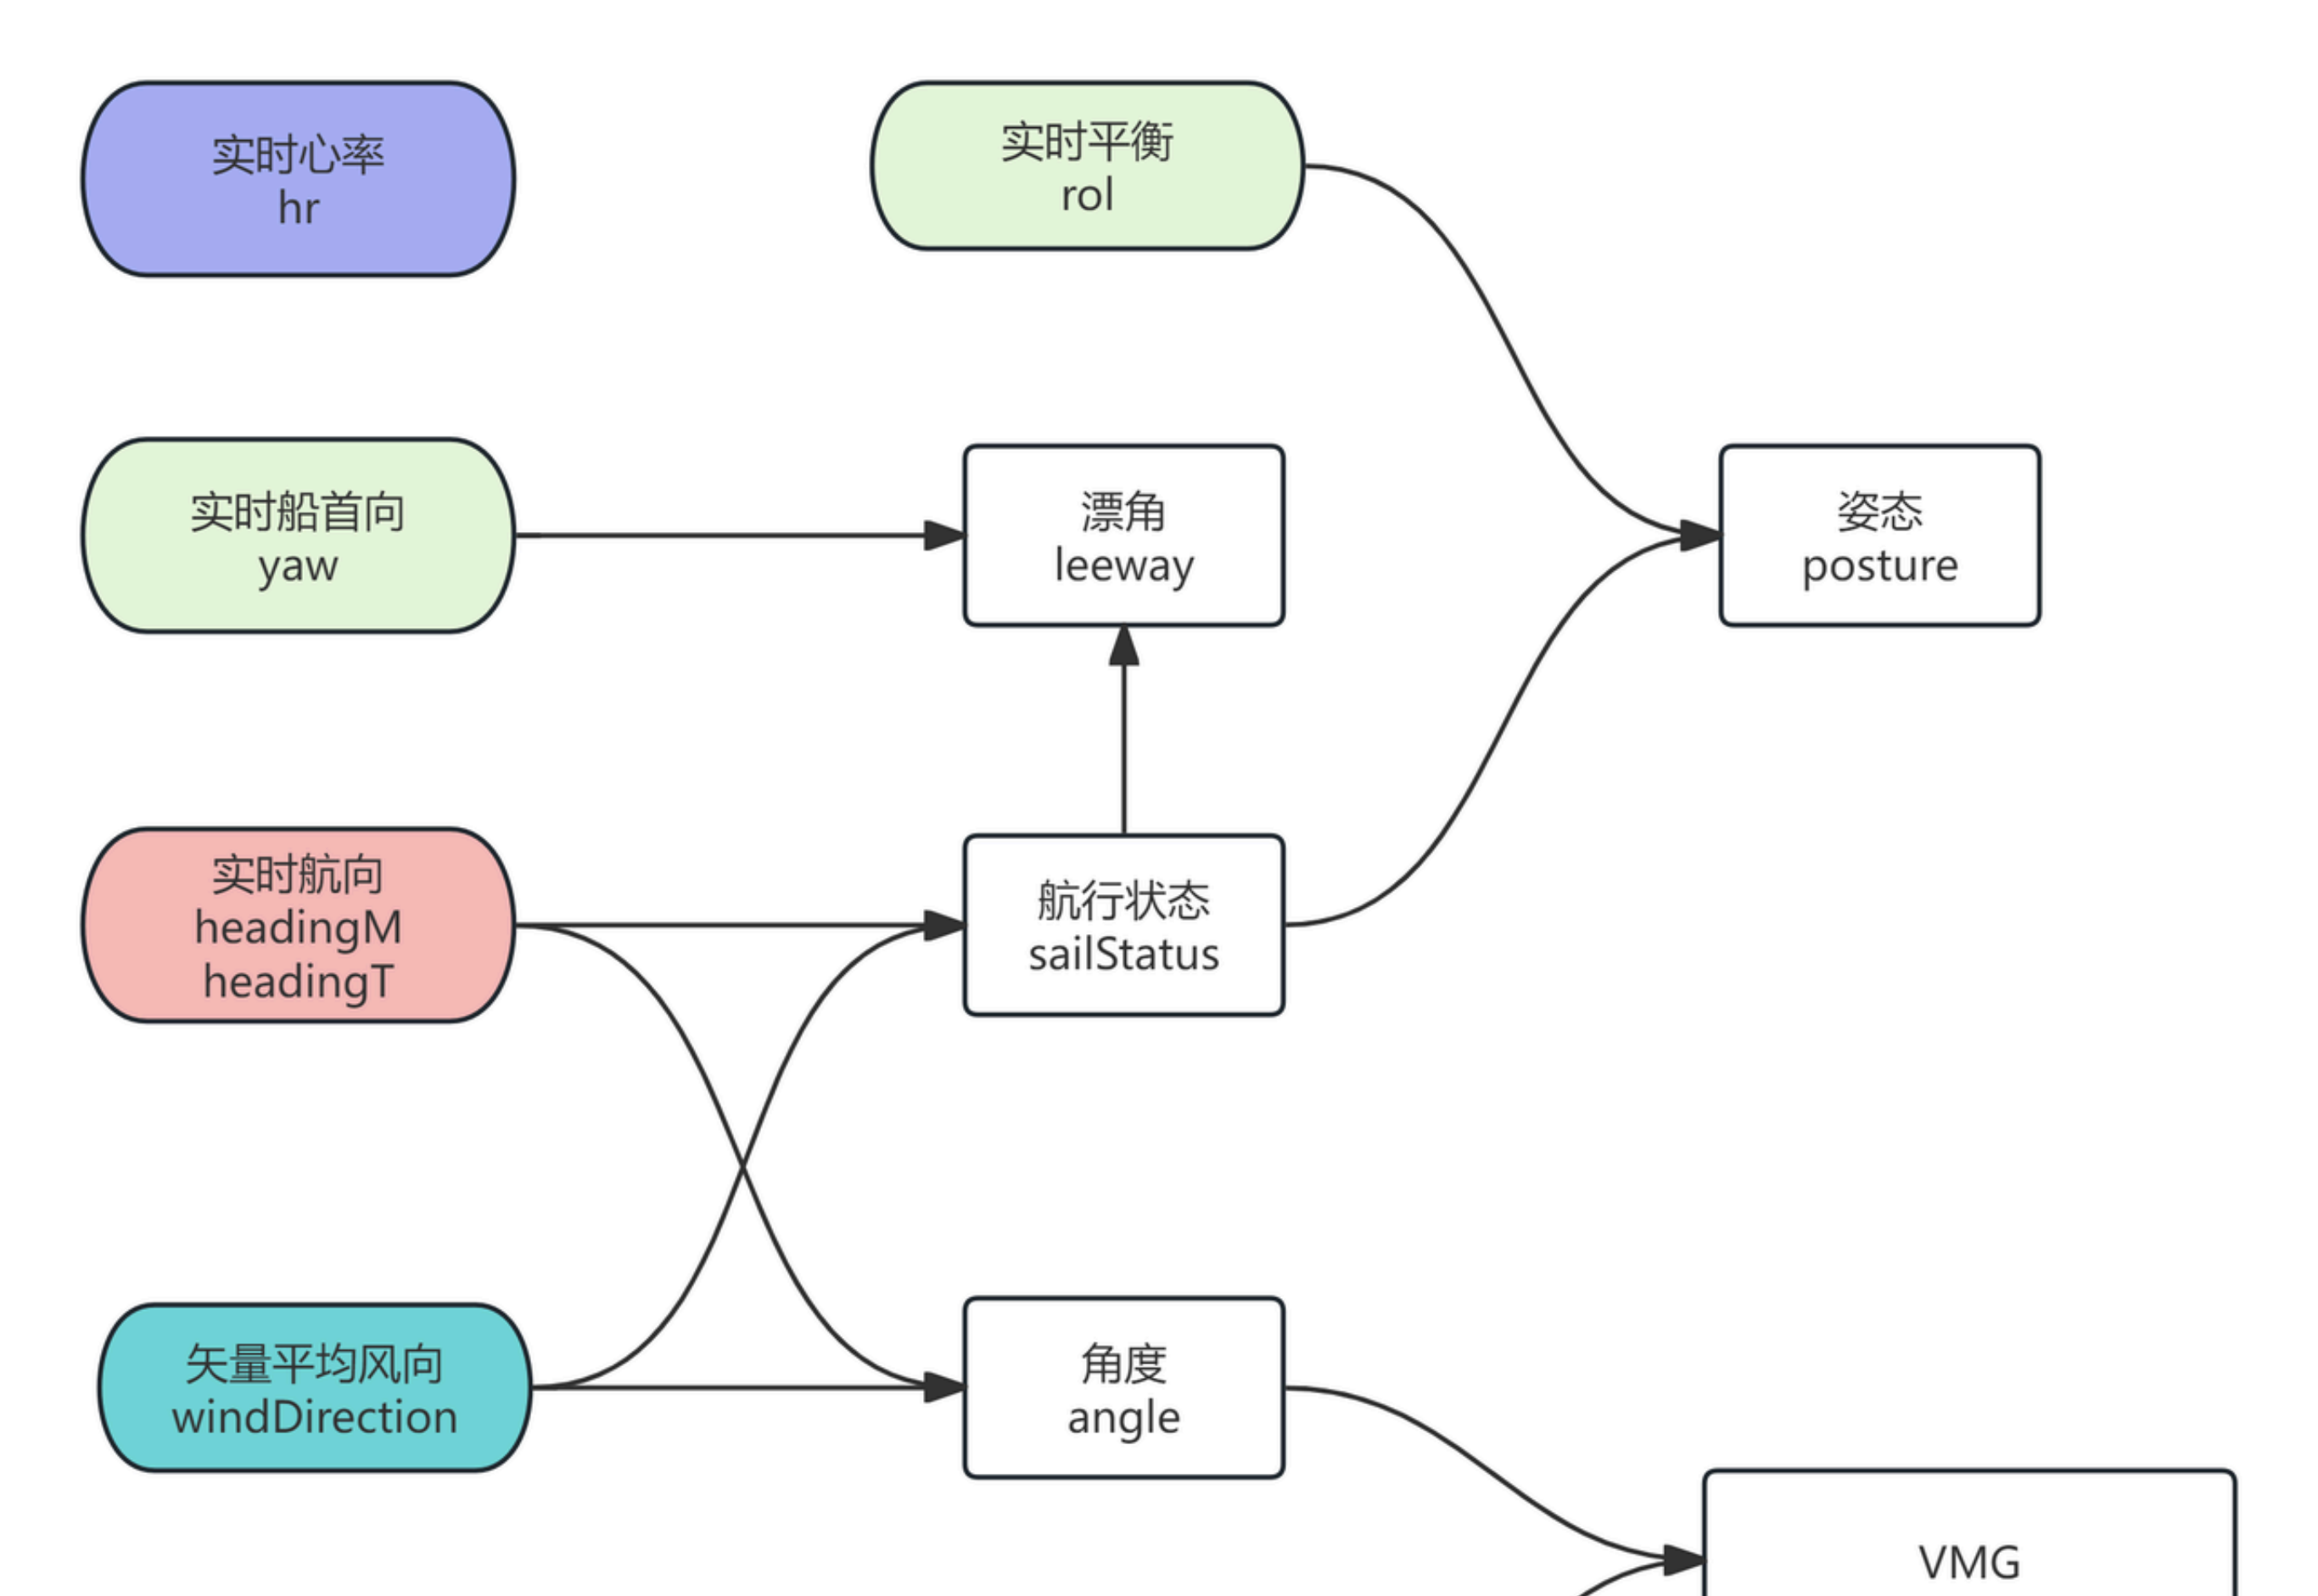 实时心率
hr
实时平衡
rol
实时船首向
yaw
漂角
leeway
姿态
posture
实时航向
headingM
headingT
航行状态
sailStatus
矢量平均风向
windDirection
角度
angle
VMG